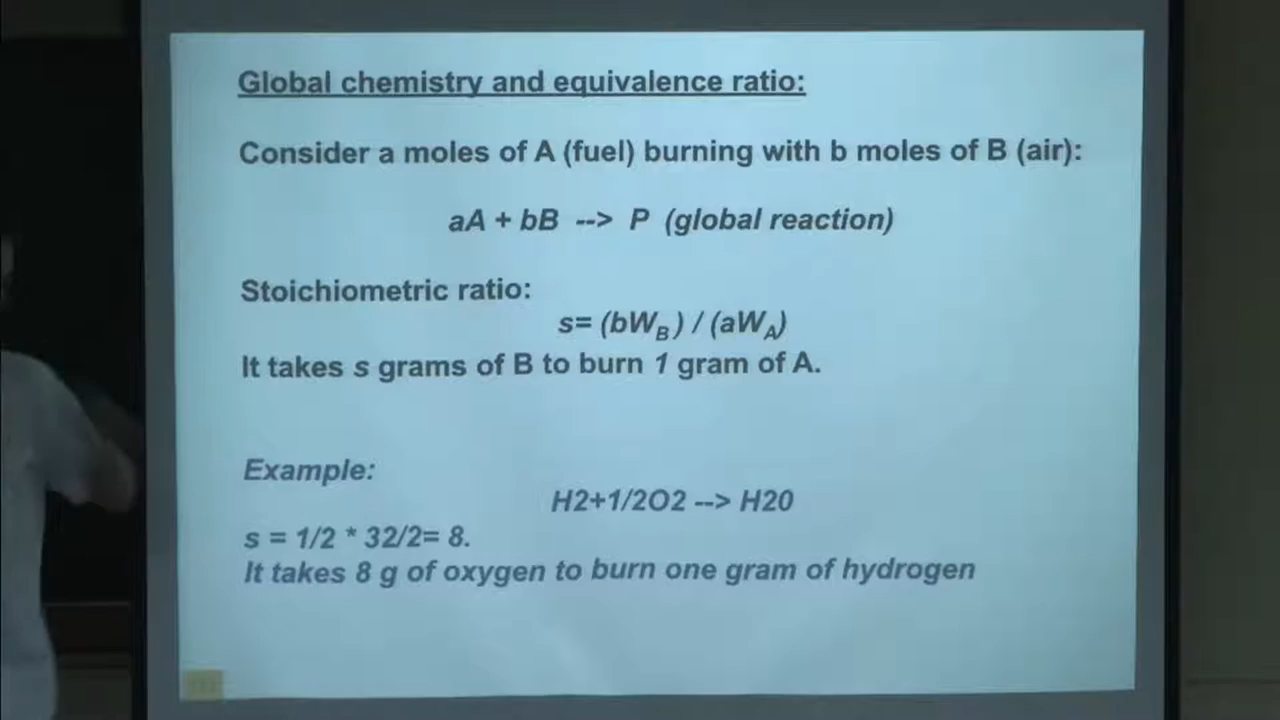 Global chemistry and equivalence ratio:
Consider a moles of A (fuel) burning with b moles of B (air):
aA + bB --> P (global reaction)
Stoichiometric ratio:
s= (bWB) / (aWA)
It takes s grams of B to burn 1 gram of A.
Example:
H2+1/2O2 --> H20
s = 1/2 * 32/2= 8.
It takes 8 g of oxygen to burn one gram of hydrogen